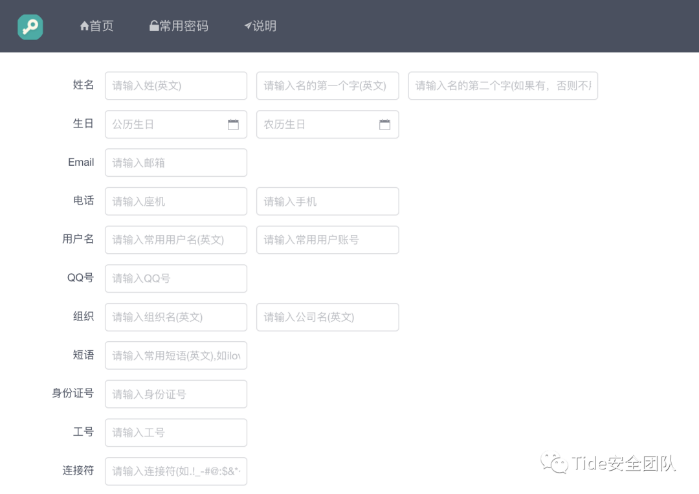 首页 常用密码 说明
姓名 请输入姓(英文) 请输入名的第一个字(英文) 请输入名的第二个字(如果有，否则不
生日 公历生日 农历生日
Email 请输入邮箱
电话 请输入座机 请输入手机
用户名 请输入常用用户名(英文) 请输入常用用户账号
QQ号 请输入QQ号
组织 请输入组织名(英文) 请输入公司名(英文)
短语 请输入常用短语(英文),如ilov
身份证号 请输入身份证号
工号 请输入工号
连接符 请输入连接符(如.!_-#@;$&*-
Tide安全团队